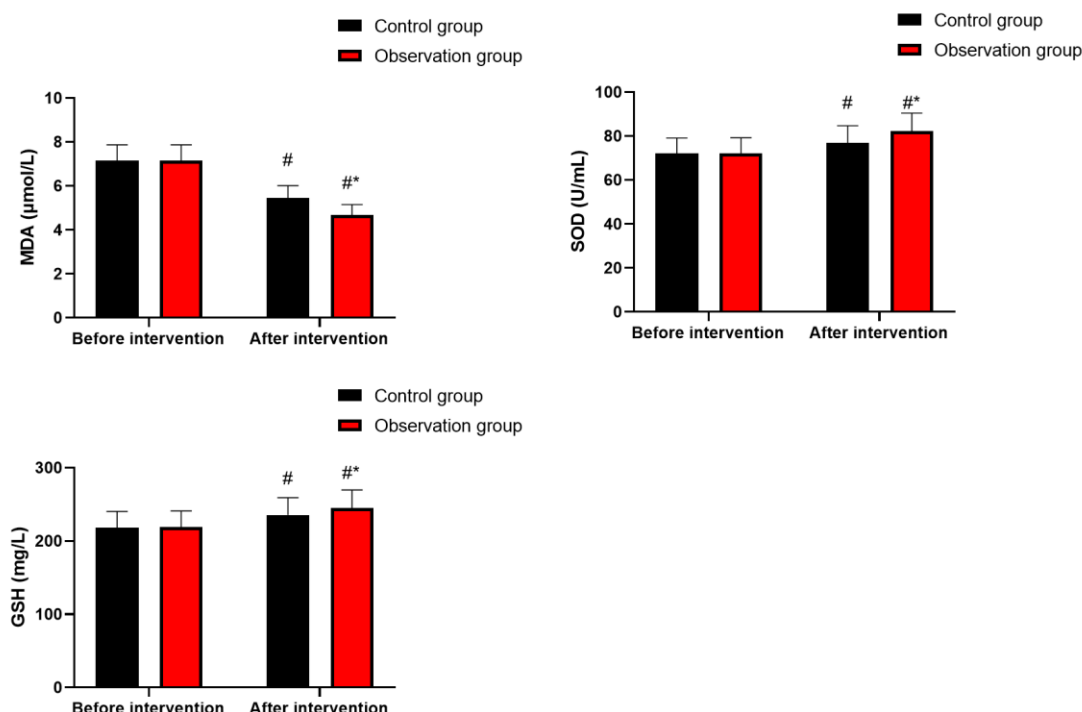 Control group
Observation group
10
8
6
4
2
0
MDA (µmol/L)
#
#*
Before intervention
After intervention
Control group
Observation group
100
80
60
40
20
0
SOD (U/mL)
#
#*
Before intervention
After intervention
Control group
Observation group
300
200
100
0
GSH (mg/L)
#
#*
Before intervention
After intervention